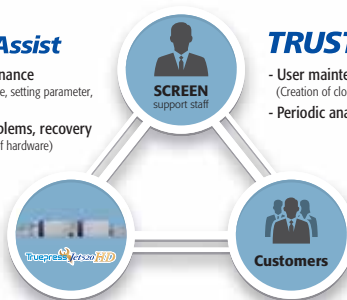 Assist
TRUST
nance
e, setting parameter,
- User mainte
(Creation of clo
SCREEN
support staff
- Periodic ana
blems, recovery
f hardware)
Truepress Jet520HD
Customers